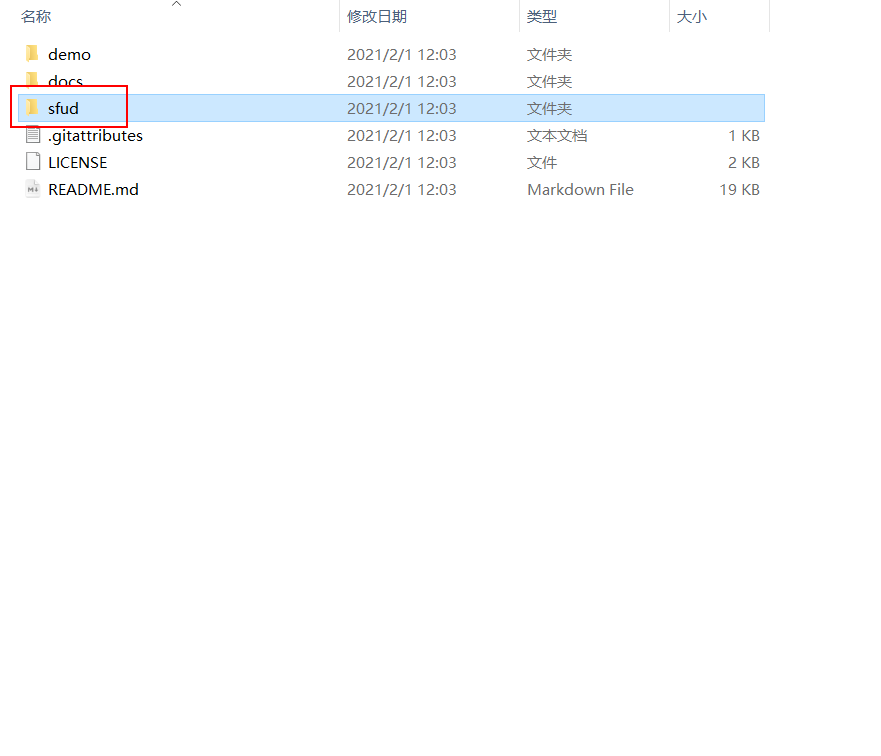 名称 修改日期 类型 大小
demo 2021/2/1 12:03 文件夹
docs 2021/2/1 12:03 文件夹
sfud 2021/2/1 12:03 文件夹
.gitattributes 2021/2/1 12:03 文本文档 1 KB
LICENSE 2021/2/1 12:03 文件 2 KB
README.md 2021/2/1 12:03 Markdown File 19 KB